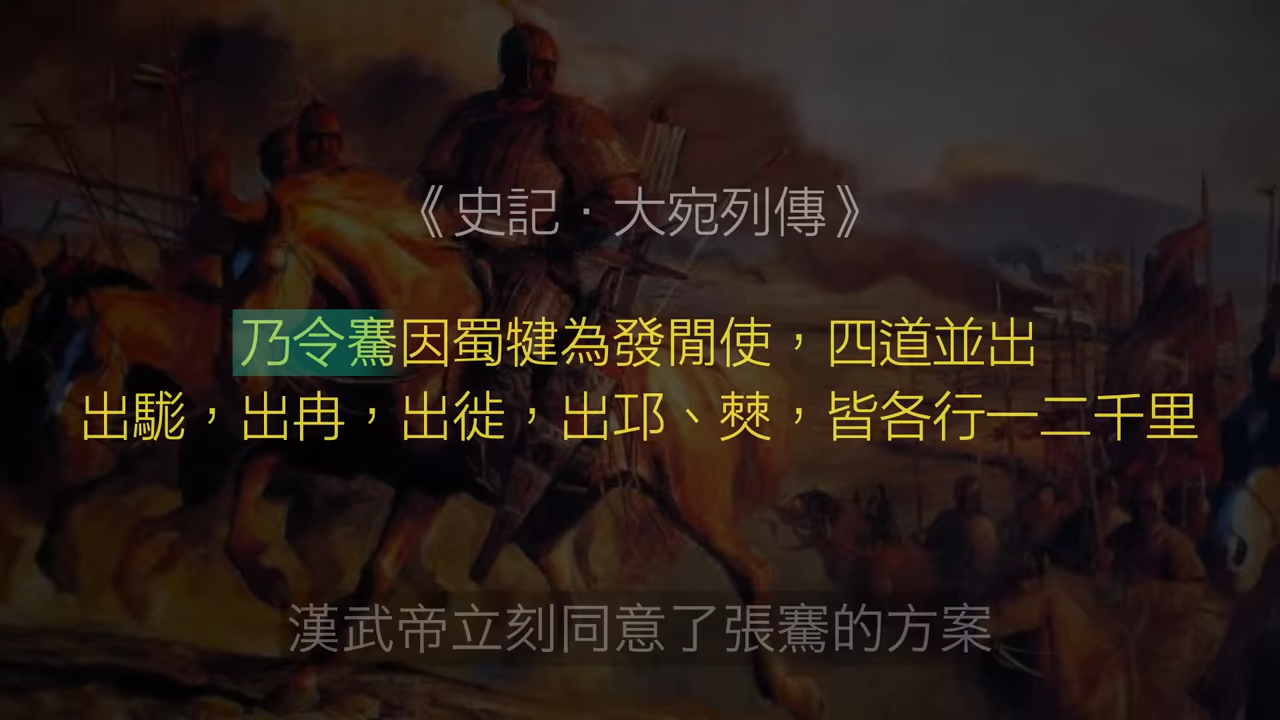 《史記·大宛列傳》
乃令騫因蜀犍為發閒使，四道並出
出駹，出冉，出徙，出邛、僰，皆各行一二千里
漢武帝立刻同意了張騫的方案